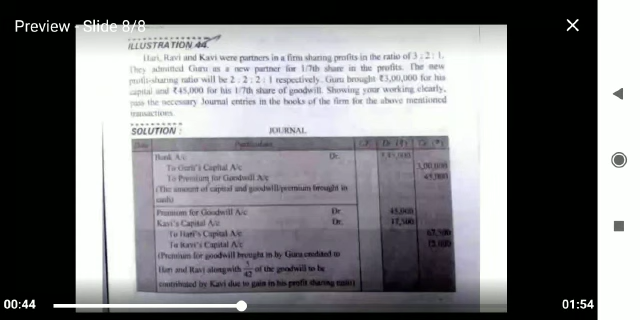 Preview - Slide 8/8
ILLUSTRATION 44.
Hari, Ravi and Kavi were partners in a firm sharing profits in the ratio of 3 : 2 : 1.
They admitted Guru as a new partner for 1/7th share in the profits. The new
profit-sharing ratio will be 2 : 2 : 2 : 1 respectively. Guru brought ₹3,00,000 for his
capital and ₹45,000 for his 1/7th share of goodwill. Showing your working clearly,
pass the necessary Journal entries in the books of the firm for the above mentioned
transactions.
SOLUTION : JOURNAL
Date Particulars L.F. Dr. (₹) Cr. (₹)
Bank A/c Dr. 3,45,000
To Guru's Capital A/c 3,00,000
To Premium for Goodwill A/c 45,000
(The amount of capital and goodwill/premium brought in
cash)
Premium for Goodwill A/c Dr. 45,000
Kavi's Capital A/c Dr.
To Hari's Capital A/c
To Ravi's Capital A/c
(Premium for goodwill brought in by Guru credited to
Hari and Ravi alongwith 5/42 of the goodwill to be
contributed by Kavi due to gain in his profit sharing ratio)
00:44 01:54